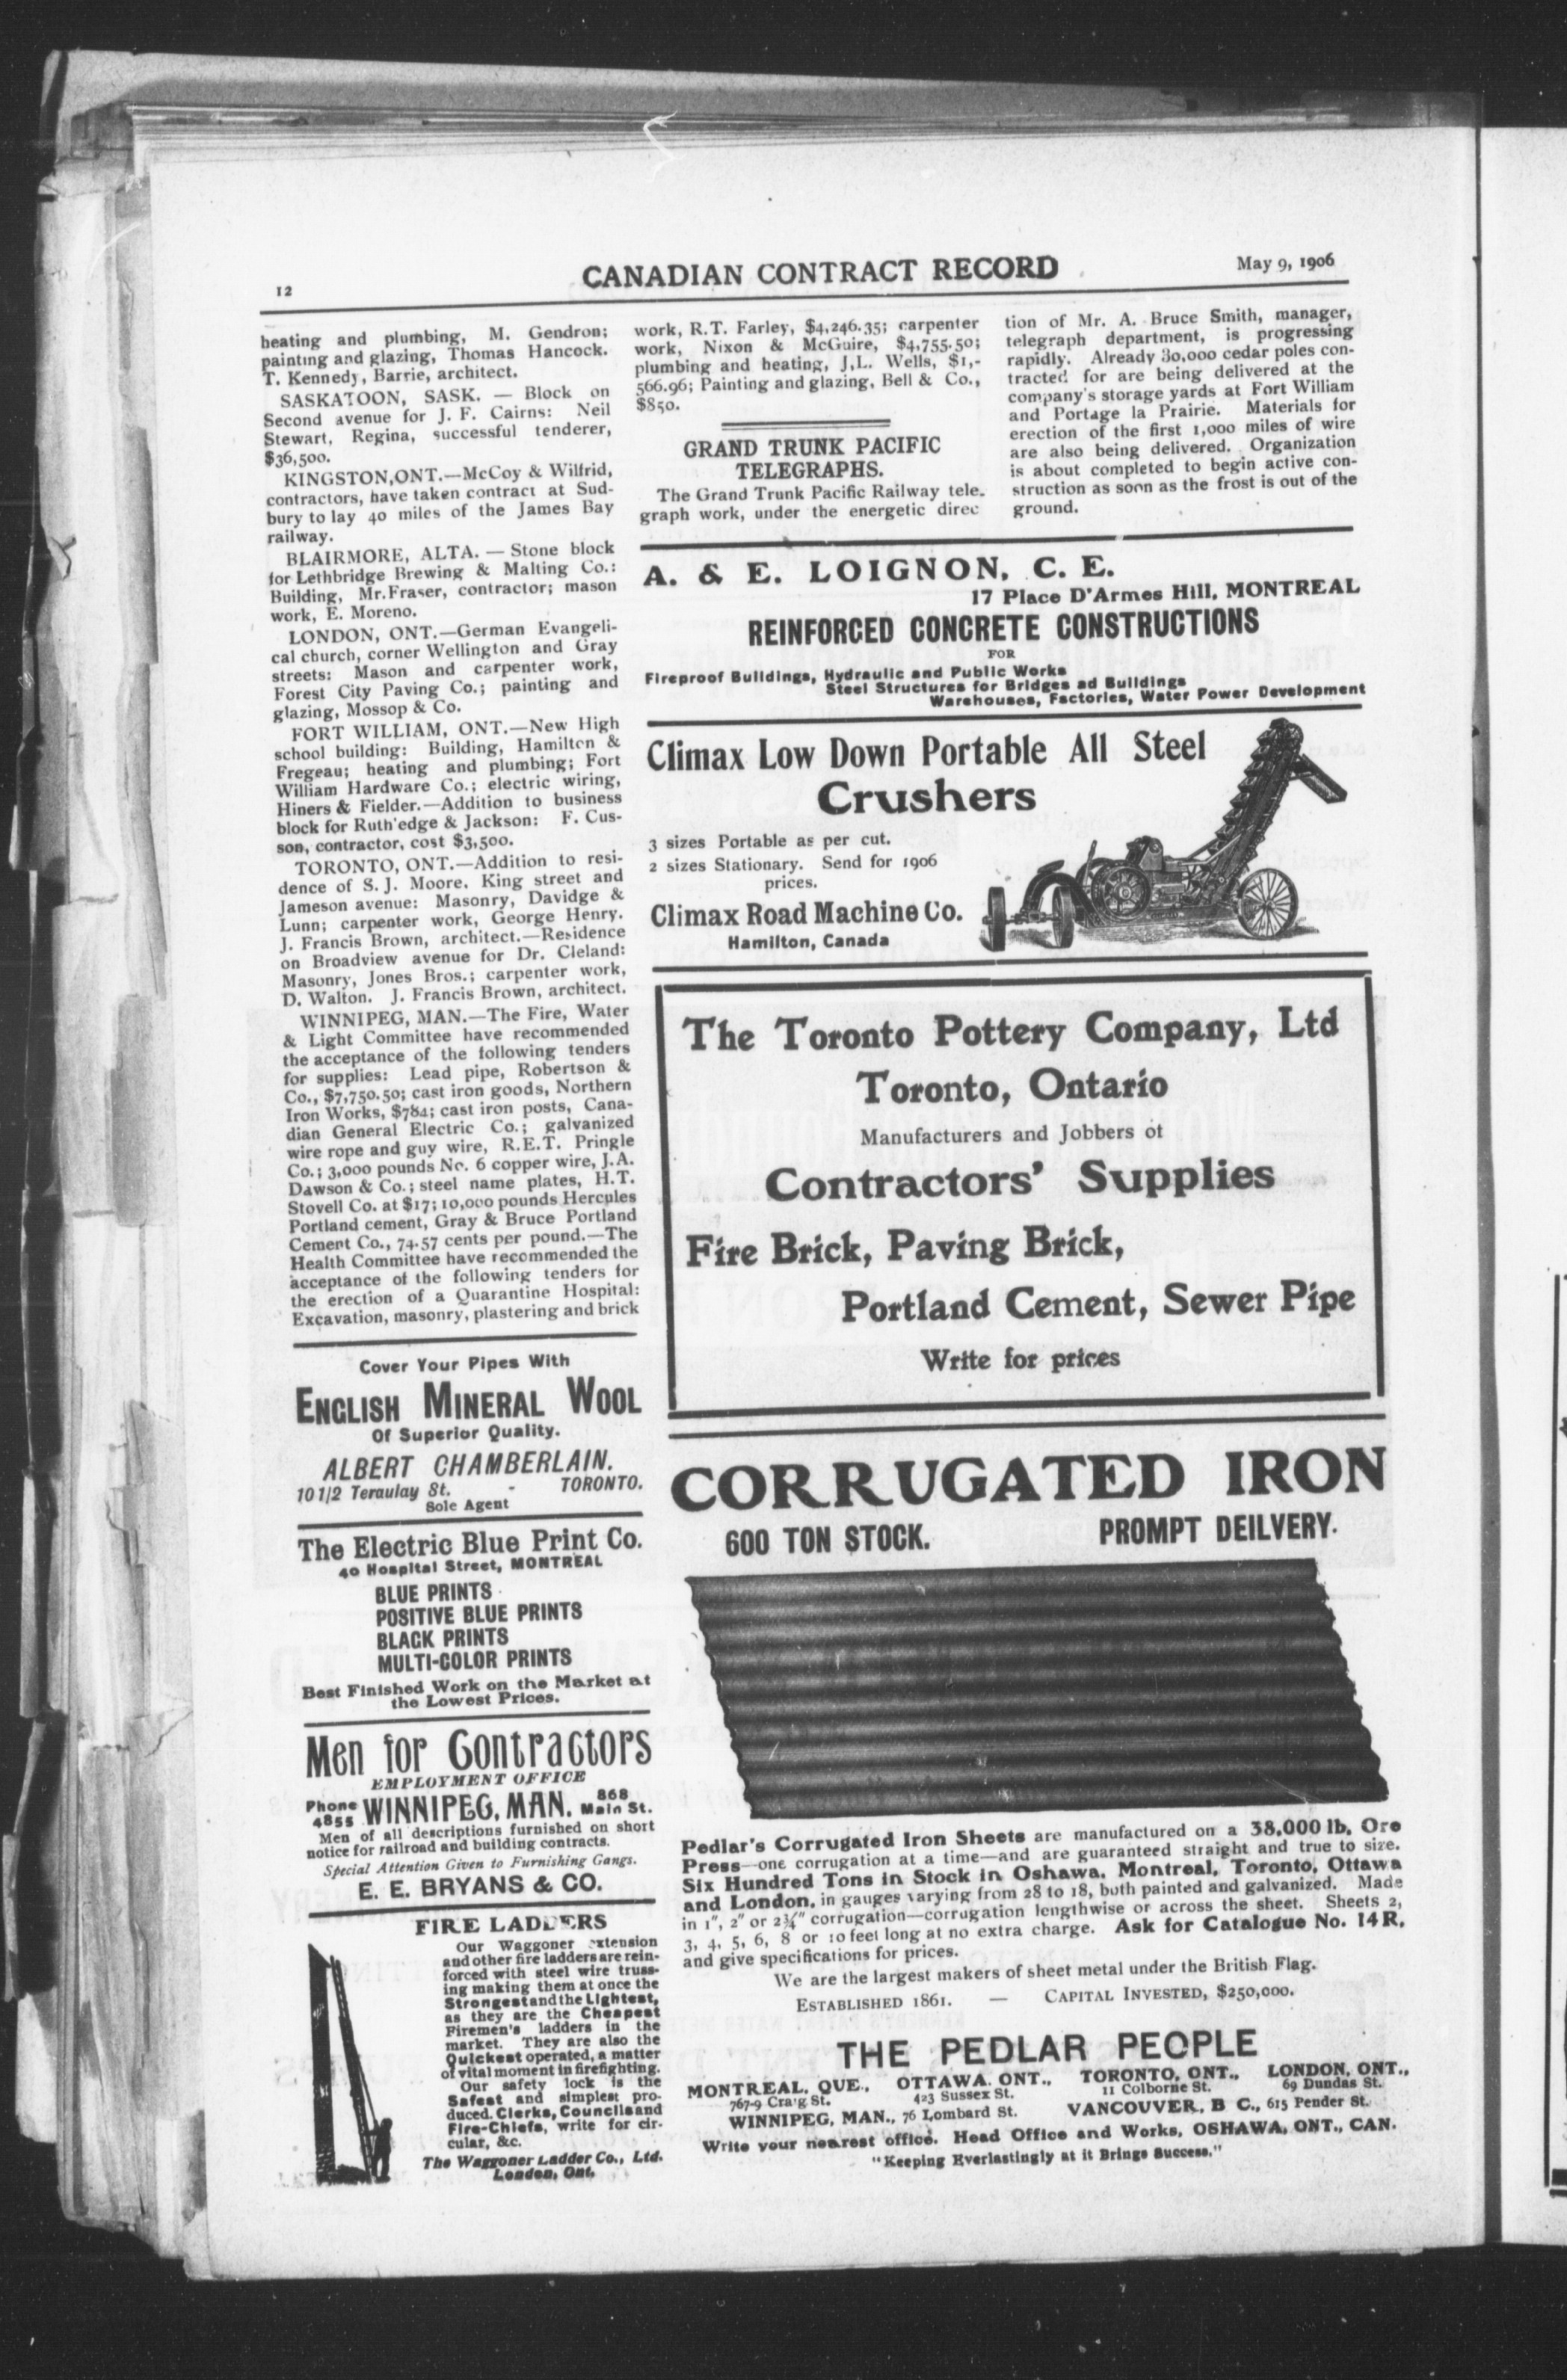 12
CANADIAN CONTRACT RECORD
May 9, 1906
heating and plumbing, M. Gendron;
painting and glazing, Thomas Hancock.
T. Kennedy, Barrie, architect.
SASKATOON, SASK. — Block on
Second avenue for J. F. Cairns: Neil
Stewart, Regina, successful tenderer,
$36,500.
KINGSTON,ONT.—McCoy & Wilfrid,
contractors, have taken contract at Sud-
bury to lay 40 miles of the James Bay
railway.
BLAIRMORE, ALTA. — Stone block
for Lethbridge Brewing & Malting Co.:
Building, Mr.Fraser, contractor; mason
work, E. Moreno.
LONDON, ONT.—German Evangeli-
cal church, corner Wellington and Gray
streets: Mason and carpenter work,
Forest City Paving Co.; painting and
glazing, Mossop & Co.
FORT WILLIAM, ONT.—New High
school building: Building, Hamilton &
Fregeau; heating and plumbing; Fort
William Hardware Co.; electric wiring,
Hiners & Fielder.—Addition to business
block for Ruth'edge & Jackson: F. Cus-
son, contractor, cost $3,500.
TORONTO, ONT.—Addition to resi-
dence of S. J. Moore, King street and
Jameson avenue: Masonry, Davidge &
Lunn; carpenter work, George Henry.
J. Francis Brown, architect.—Residence
on Broadview avenue for Dr. Cleland:
Masonry, Jones Bros.; carpenter work,
D. Walton. J. Francis Brown, architect.
WINNIPEG, MAN.—The Fire, Water
& Light Committee have recommended
the acceptance of the following tenders
for supplies: Lead pipe, Robertson &
Co., $7,750.50; cast iron goods, Northern
Iron Works, $784; cast iron posts, Cana-
dian General Electric Co.; galvanized
wire rope and guy wire, R.E.T. Pringle
Co.; 3,000 pounds No. 6 copper wire, J.A.
Dawson & Co.; steel name plates, H.T.
Stovell Co. at $17; 10,000 pounds Hercules
Portland cement, Gray & Bruce Portland
Cement Co., 74.57 cents per pound.—The
Health Committee have recommended the
acceptance of the following tenders for
the erection of a Quarantine Hospital:
Excavation, masonry, plastering and brick
work, R.T. Farley, $4,246.35; carpenter
work, Nixon & McGuire, $4,755.50;
plumbing and heating, J.L. Wells, $1,-
566.96; Painting and glazing, Bell & Co.,
$850.
GRAND TRUNK PACIFIC
TELEGRAPHS.
The Grand Trunk Pacific Railway tele.
graph work, under the energetic direc
tion of Mr. A. Bruce Smith, manager,
telegraph department, is progressing
rapidly. Already 30,000 cedar poles con-
tracted for are being delivered at the
company's storage yards at Fort William
and Portage la Prairie. Materials for
erection of the first 1,000 miles of wire
are also being delivered. Organization
is about completed to begin active con-
struction as soon as the frost is out of the
ground.
A. & E. LOIGNON, C. E.
17 Place D'Armes Hill, MONTREAL
REINFORCED CONCRETE CONSTRUCTIONS
FOR
Fireproof Buildings, Hydraulic and Public Works
Steel Structures for Bridges ad Buildings
Warehouses, Factories, Water Power Development
Climax Low Down Portable All Steel
Crushers
3 sizes Portable as per cut.
2 sizes Stationary. Send for 1906
prices.
Climax Road Machine Co.
Hamilton, Canada
The Toronto Pottery Company, Ltd
Toronto, Ontario
Manufacturers and Jobbers of
Contractors' Supplies
Fire Brick, Paving Brick,
Portland Cement, Sewer Pipe
Write for prices
Cover Your Pipes With
ENGLISH MINERAL WOOL
Of Superior Quality.
ALBERT CHAMBERLAIN.
10 1/2 Teraulay St. - TORONTO.
Sole Agent
The Electric Blue Print Co.
40 Hospital Street, MONTREAL
BLUE PRINTS
POSITIVE BLUE PRINTS
BLACK PRINTS
MULTI-COLOR PRINTS
Best Finished Work on the Market at
the Lowest Prices.
Men for Contractors
EMPLOYMENT OFFICE
Phone 4855 WINNIPEG, MAN. 868 Main St.
Men of all descriptions furnished on short
notice for railroad and building contracts.
Special Attention Given to Furnishing Gangs.
E. E. BRYANS & CO.
FIRE LADDERS
Our Waggoner extension
and other fire ladders are rein-
forced with steel wire truss-
ing making them at once the
Strongest and the Lightest,
as they are the Cheapest
Firemen's ladders in the
market. They are also the
Quickest operated, a matter
of vital moment in firefighting.
Our safety lock is the
Safest and simplest pro-
duced. Clerks, Councils and
Fire-Chiefs, write for cir-
cular, &c.
The Waggoner Ladder Co., Ltd.
London, Ont.
CORRUGATED IRON
600 TON STOCK. PROMPT DEILVERY.
Pedlar's Corrugated Iron Sheets are manufactured on a 38,000 lb. Ore
Press—one corrugation at a time—and are guaranteed straight and true to size.
Six Hundred Tons in Stock in Oshawa, Montreal, Toronto, Ottawa
and London, in gauges varying from 28 to 18, both painted and galvanized. Made
in 1", 2" or 2¾" corrugation—corrugation lengthwise or across the sheet. Sheets 2,
3, 4, 5, 6, 8 or 10 feet long at no extra charge. Ask for Catalogue No. 14R,
and give specifications for prices.
We are the largest makers of sheet metal under the British Flag.
ESTABLISHED 1861. — CAPITAL INVESTED, $250,000.
THE PEDLAR PEOPLE
MONTREAL, QUE., OTTAWA, ONT., TORONTO, ONT., LONDON, ONT.,
767-9 Craig St. 423 Sussex St. 11 Colborne St. 69 Dundas St.
WINNIPEG, MAN., 76 Lombard St. VANCOUVER, B C., 615 Pender St.
Write your nearest office. Head Office and Works, OSHAWA, ONT., CAN.
"Keeping Everlastingly at it Brings Success."